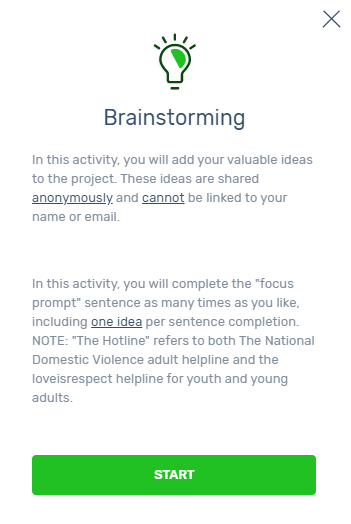 Brainstorming
In this activity, you will add your valuable ideas
to the project. These ideas are shared
anonymously and cannot be linked to your
name or email.
In this activity, you will complete the "focus
prompt" sentence as many times as you like,
including one idea per sentence completion.
NOTE: "The Hotline" refers to both The National
Domestic Violence adult helpline and the
loveisrespect helpline for youth and young
adults.
START